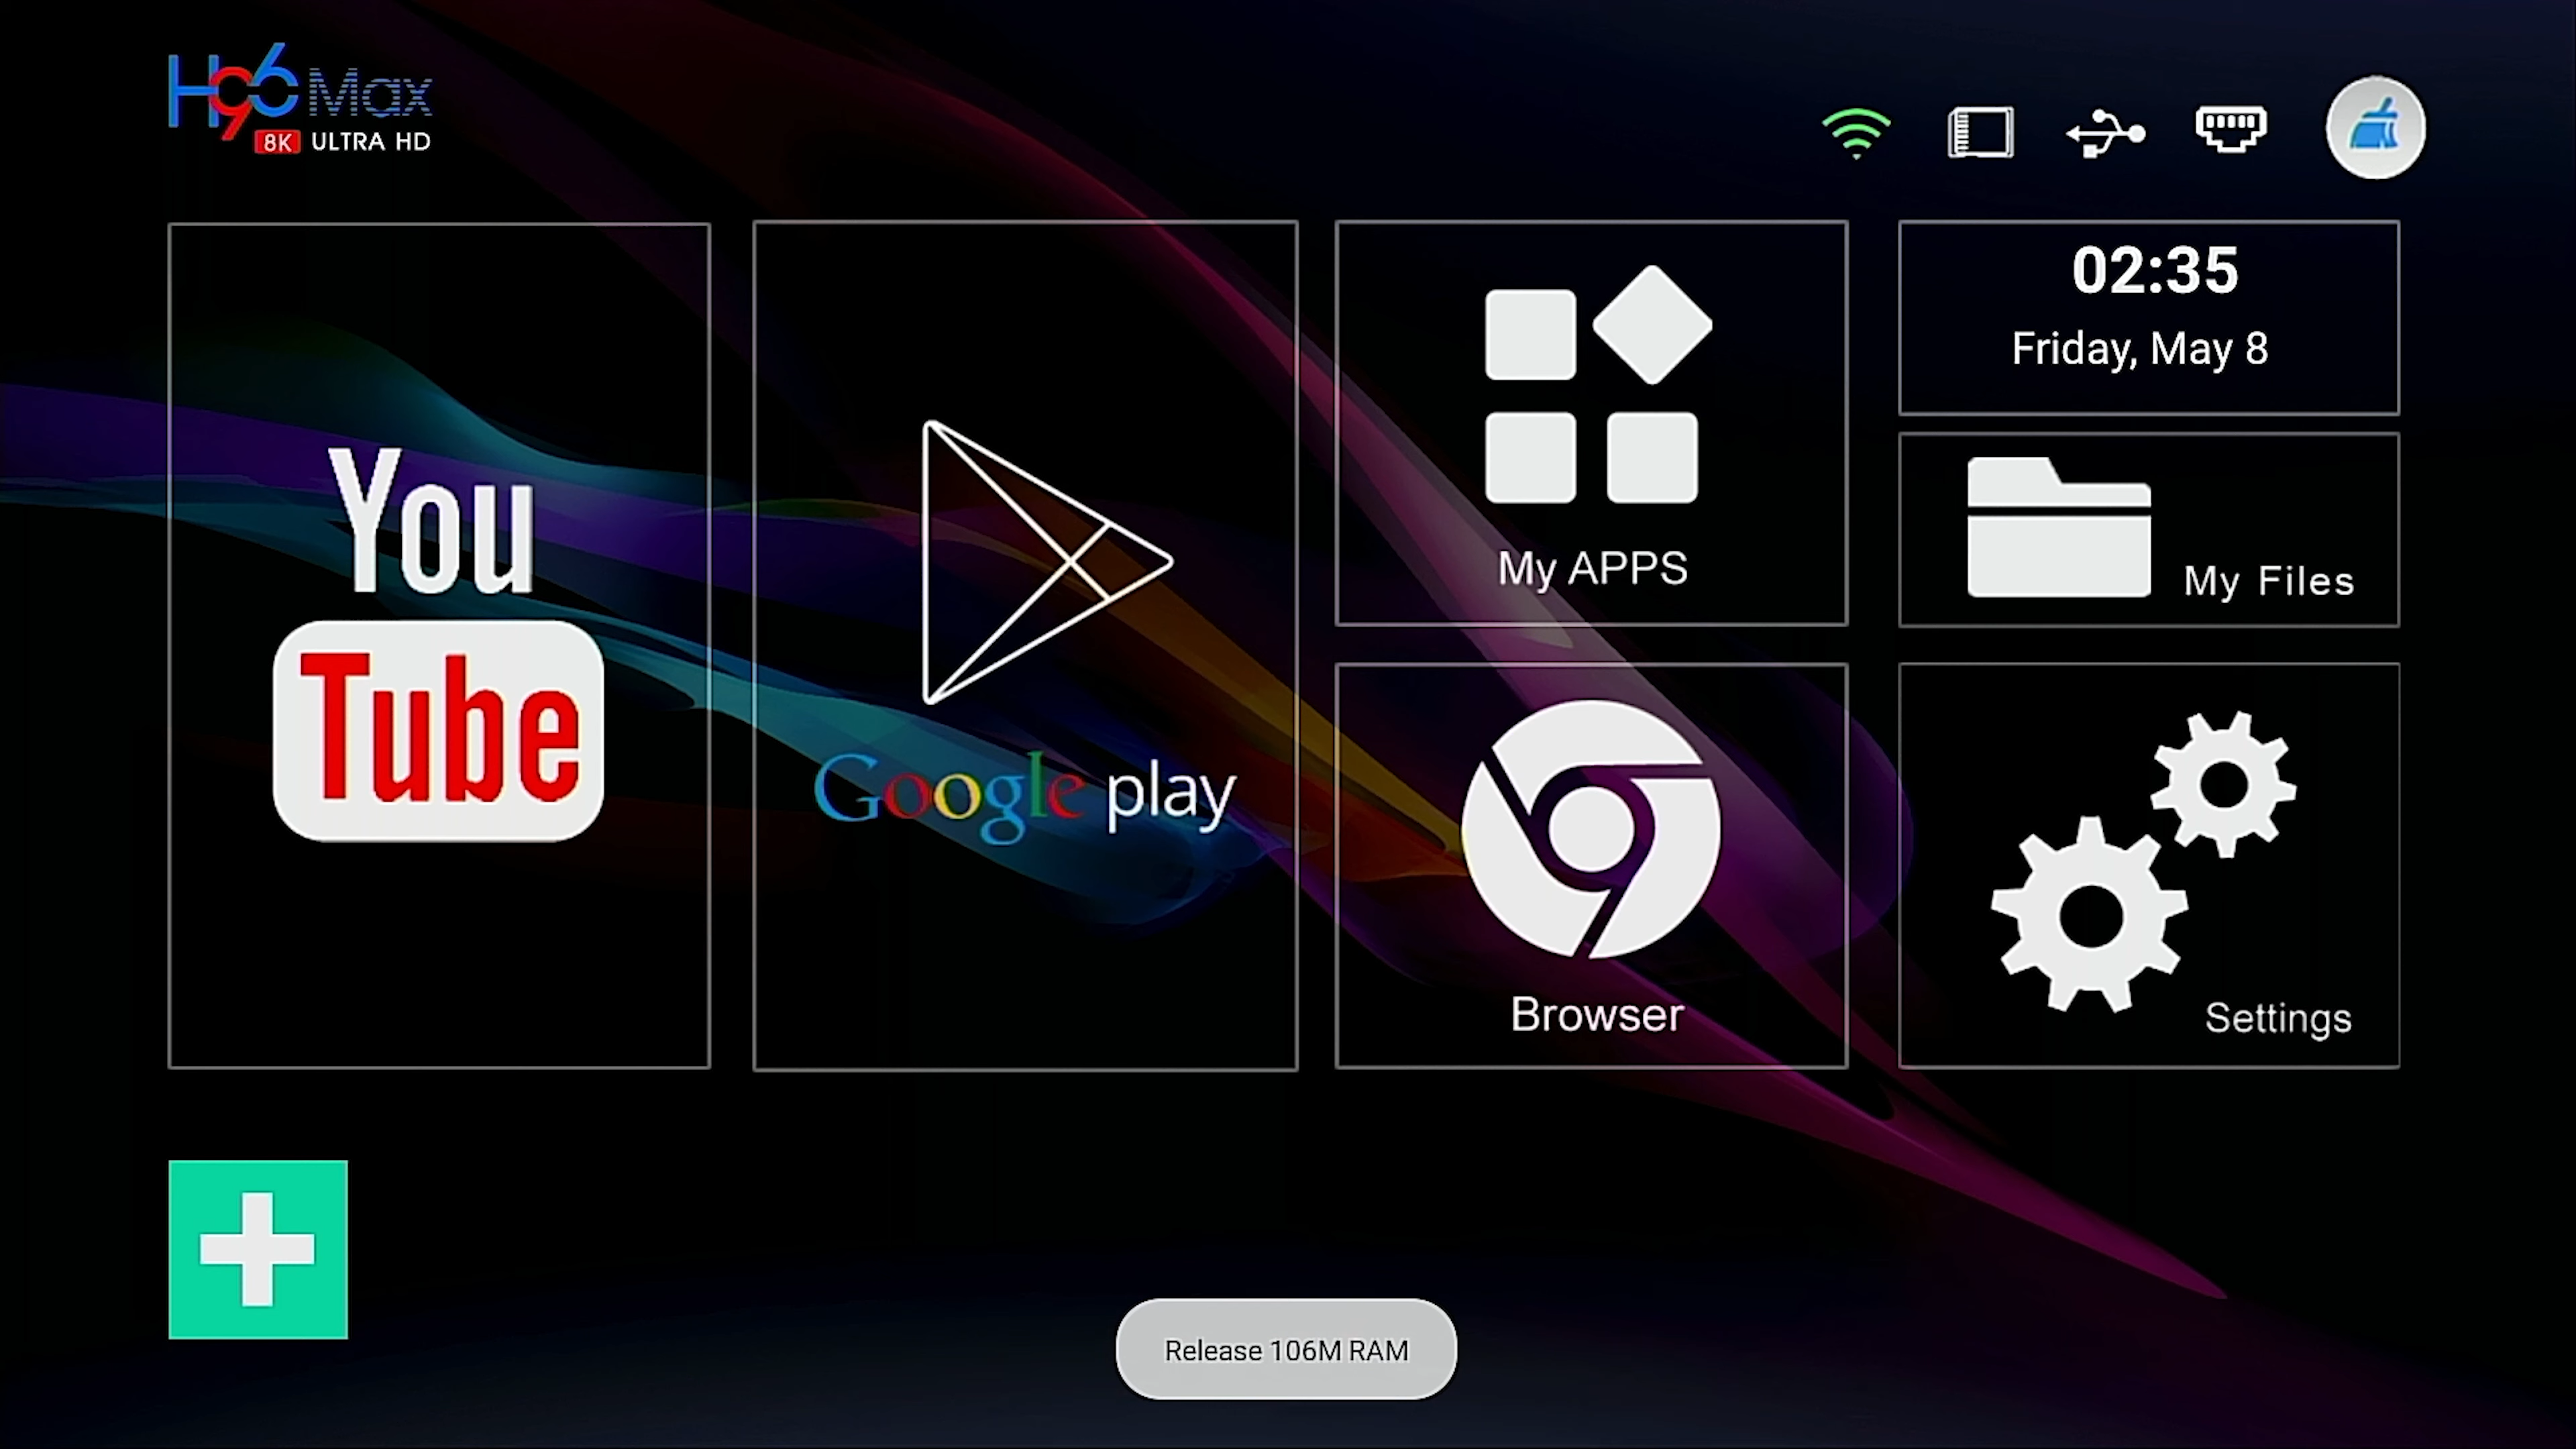 H96 Max
8K ULTRA HD
02:35
Friday, May 8
You
Tube
Google play
My APPS
My Files
Browser
Settings
Release 106M RAM